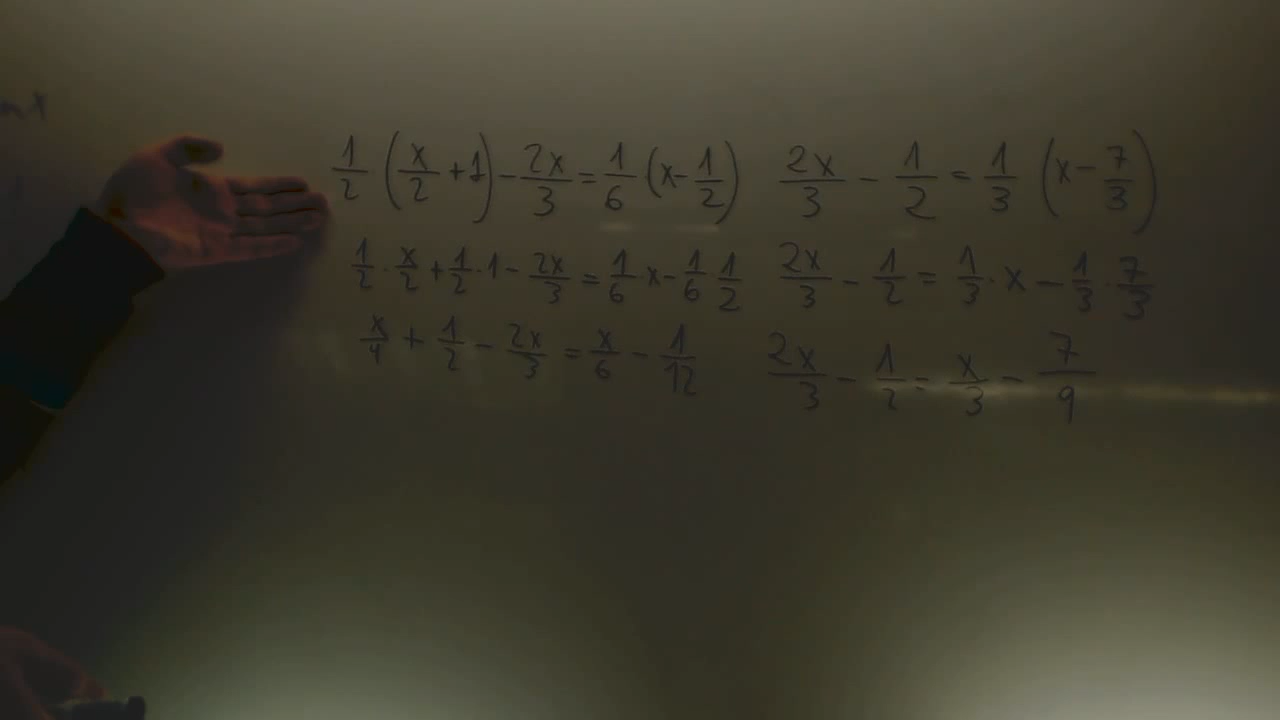 1/2 (x/2 + 1) - 2x/3 = 1/6 (x - 1/2)
1/2 · x/2 + 1/2 · 1 - 2x/3 = 1/6 · x - 1/6 1/2
x/4 + 1/2 - 2x/3 = x/6 - 1/12
2x/3 - 1/2 = 1/3 (x - 7/3)
2x/3 - 1/2 = 1/3 · x - 1/3 · 7/3
2x/3 - 1/2 = x/3 - 7/9